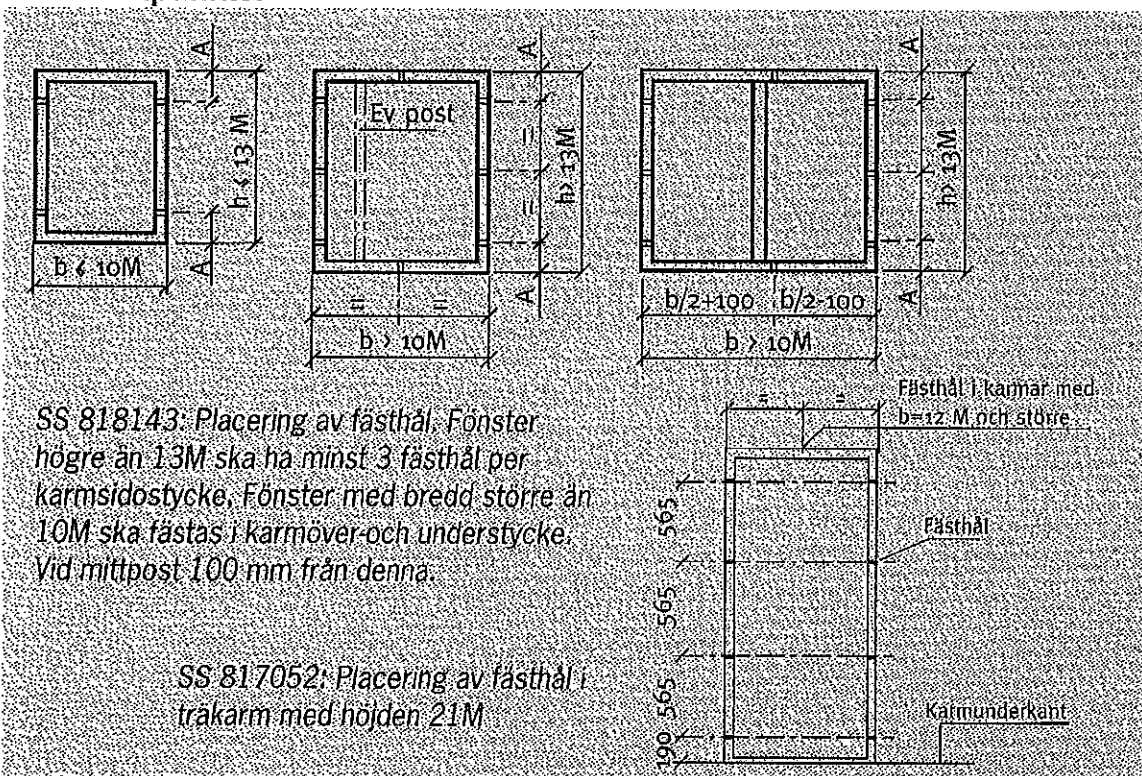 A
h ≤ 13 M
A
b ≤ 10M
Ev post
A
=
=
h> 13M
A
=
=
b > 10M
A
h> 13M
A
b/2+100
b/2-100
b > 10M
SS 818143: Placering av fästhål. Fönster
högre än 13M ska ha minst 3 fästhål per
karmsidostycke. Fönster med bredd större än
10M ska fästas i karmöver-och understycke.
Vid mittpost 100 mm från denna.
SS 817052: Placering av fästhål i
träkarm med höjden 21M
=
=
Fästhål i karmar med
b=12 M och större
565
Fästhål
565
565
Karmunderkant
190